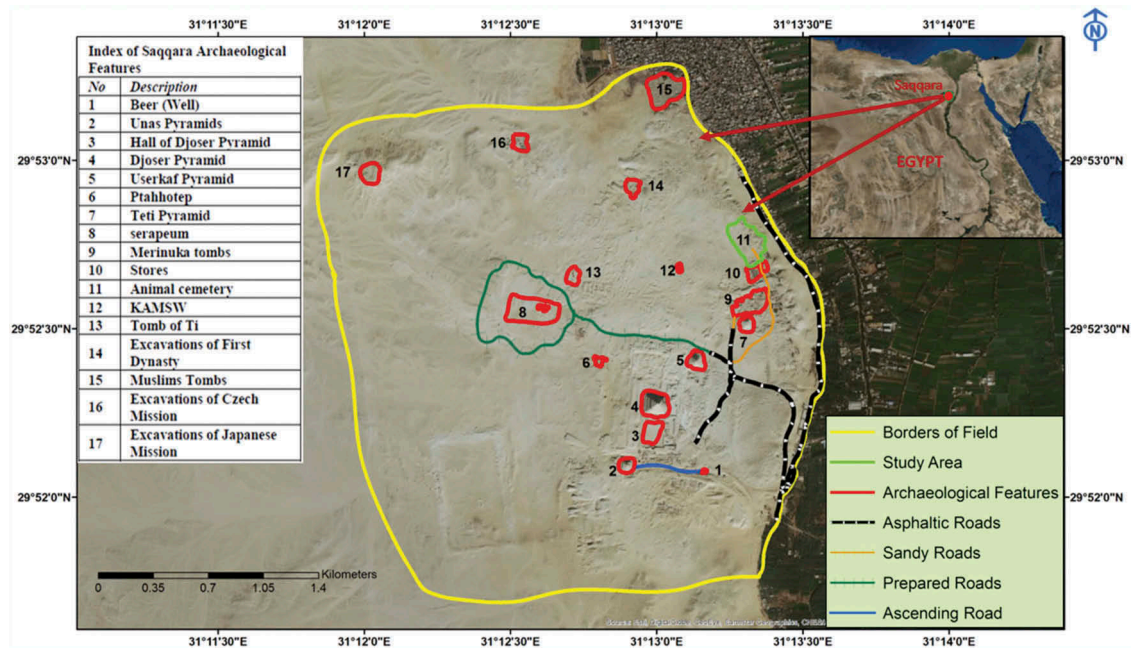 31°11'30"E 31°12'0"E 31°12'30"E 31°13'0"E 31°13'30"E 31°14'0"E
N
Index of Saqqara Archaeological
Features
No Description
1 Beer (Well)
2 Unas Pyramids
3 Hall of Djoser Pyramid
4 Djoser Pyramid
5 Userkaf Pyramid
6 Ptahhotep
7 Teti Pyramid
8 serapeum
9 Merinuka tombs
10 Stores
11 Animal cemetery
12 KAMSW
13 Tomb of Ti
14 Excavations of First
Dynasty
15 Muslims Tombs
16 Excavations of Czech
Mission
17 Excavations of Japanese
Mission
Saqqara
EGYPT
15
16
17
14
11
12
10
13
9
8
7
6
5
4
3
2
1
29°53'0"N 29°53'0"N
29°52'30"N 29°52'30"N
29°52'0"N 29°52'0"N
Borders of Field
Study Area
Archaeological Features
Asphaltic Roads
Sandy Roads
Prepared Roads
Ascending Road
Kilometers
0 0.35 0.7 1.05 1.4
31°11'30"E 31°12'0"E 31°12'30"E 31°13'0"E 31°13'30"E 31°14'0"E